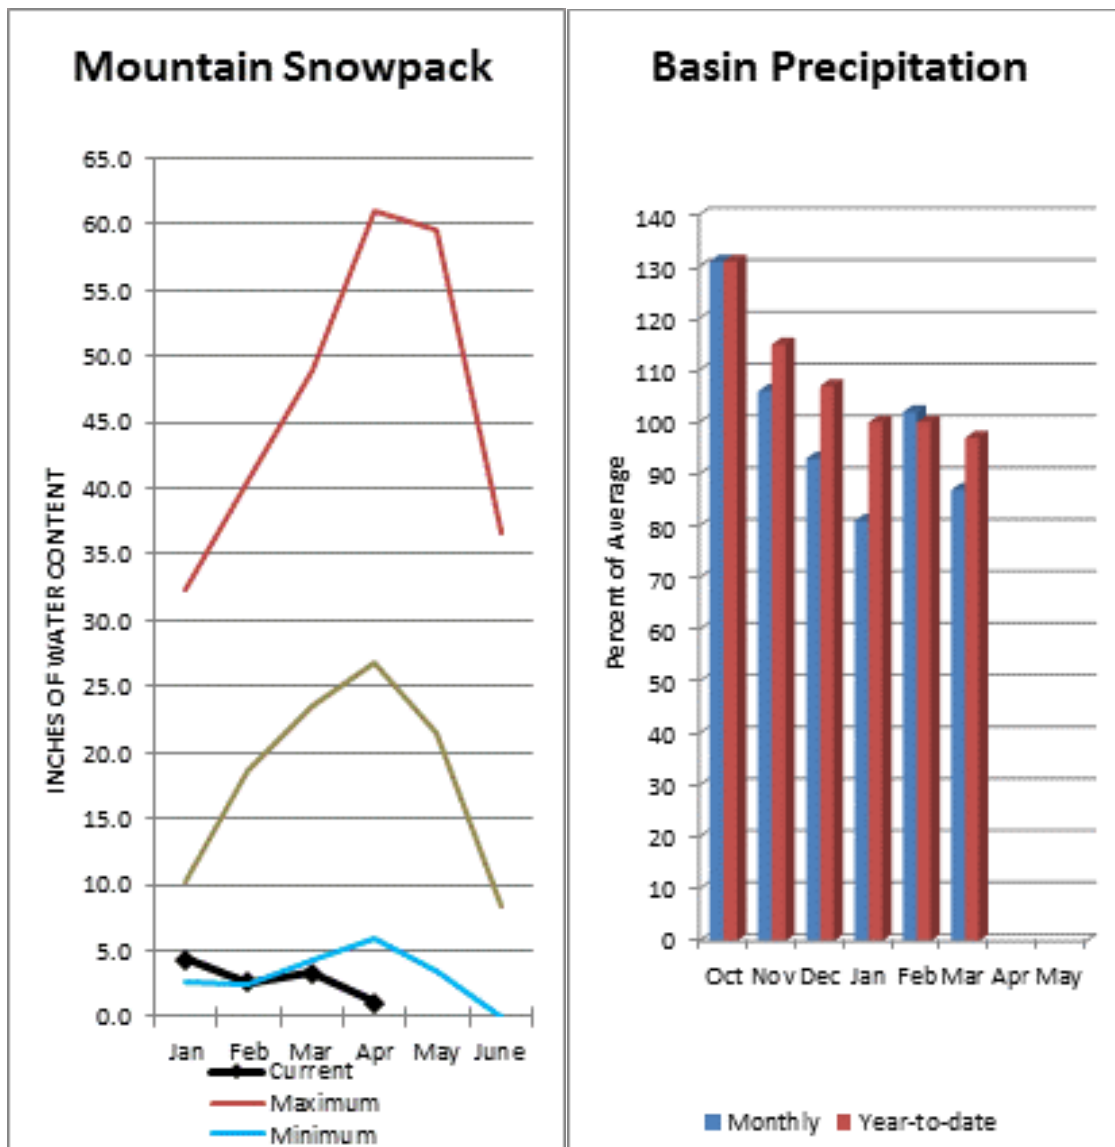 Mountain Snowpack
INCHES OF WATER CONTENT
65.0
60.0
55.0
50.0
45.0
40.0
35.0
30.0
25.0
20.0
15.0
10.0
5.0
0.0
Jan Feb Mar Apr May June
Current
Maximum
Minimum
Basin Precipitation
Percent of Average
140
130
120
110
100
90
80
70
60
50
40
30
20
10
0
Oct Nov Dec Jan Feb Mar Apr May
Monthly Year-to-date